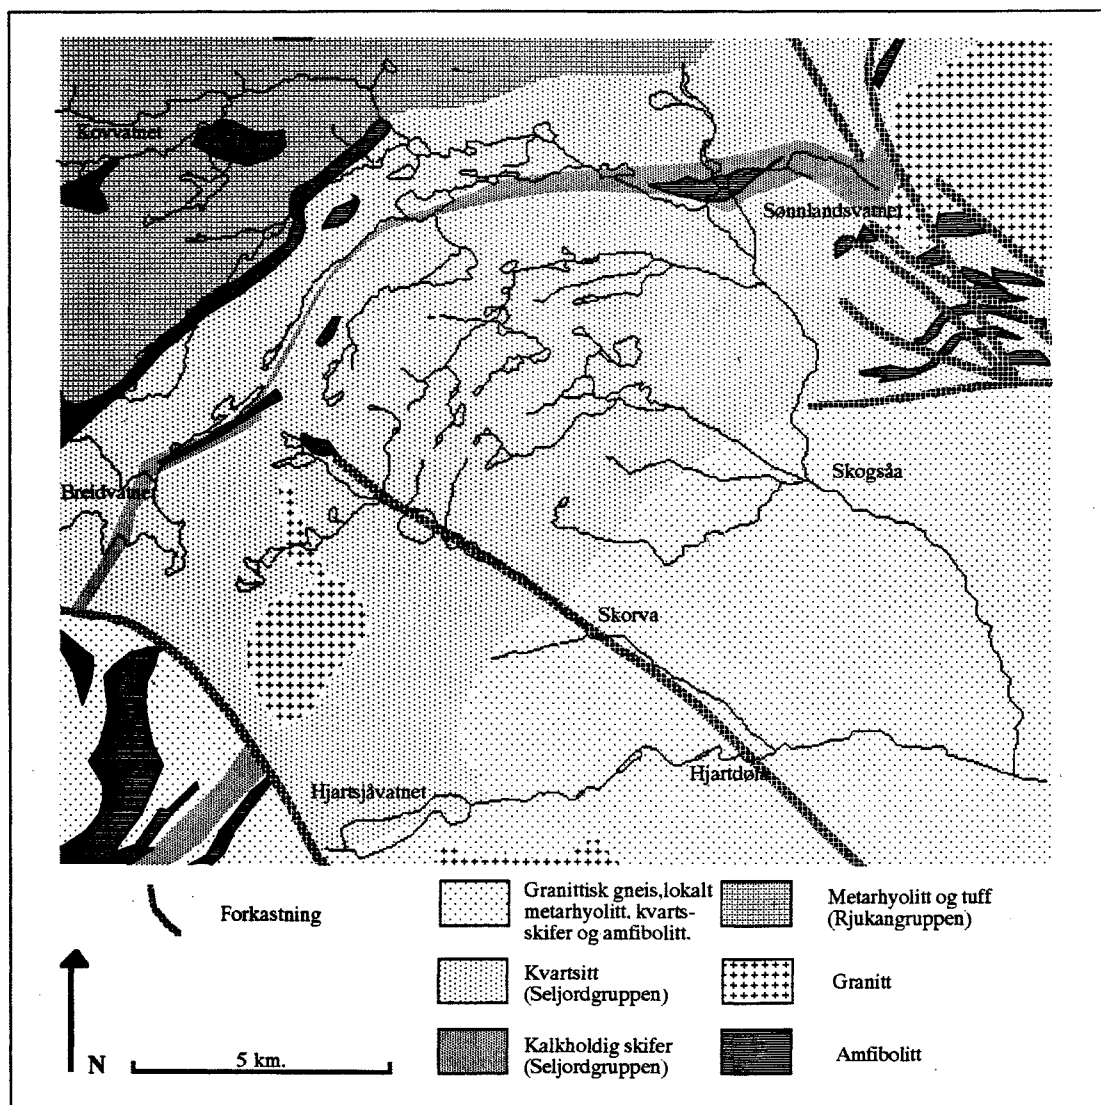 Kovvatnet
Sønnlandsvatnet
Skogsåa
Breidvatnet
Skorva
Hjartdøla
Hjartsjåvatnet
Forkastning
Granittisk gneis,lokalt
metarhyolitt, kvarts-
skifer og amfibolitt.
Kvartsitt
(Seljordgruppen)
Kalkholdig skifer
(Seljordgruppen)
Metarhyolitt og tuff
(Rjukangruppen)
Granitt
Amfibolitt
N
5 km.